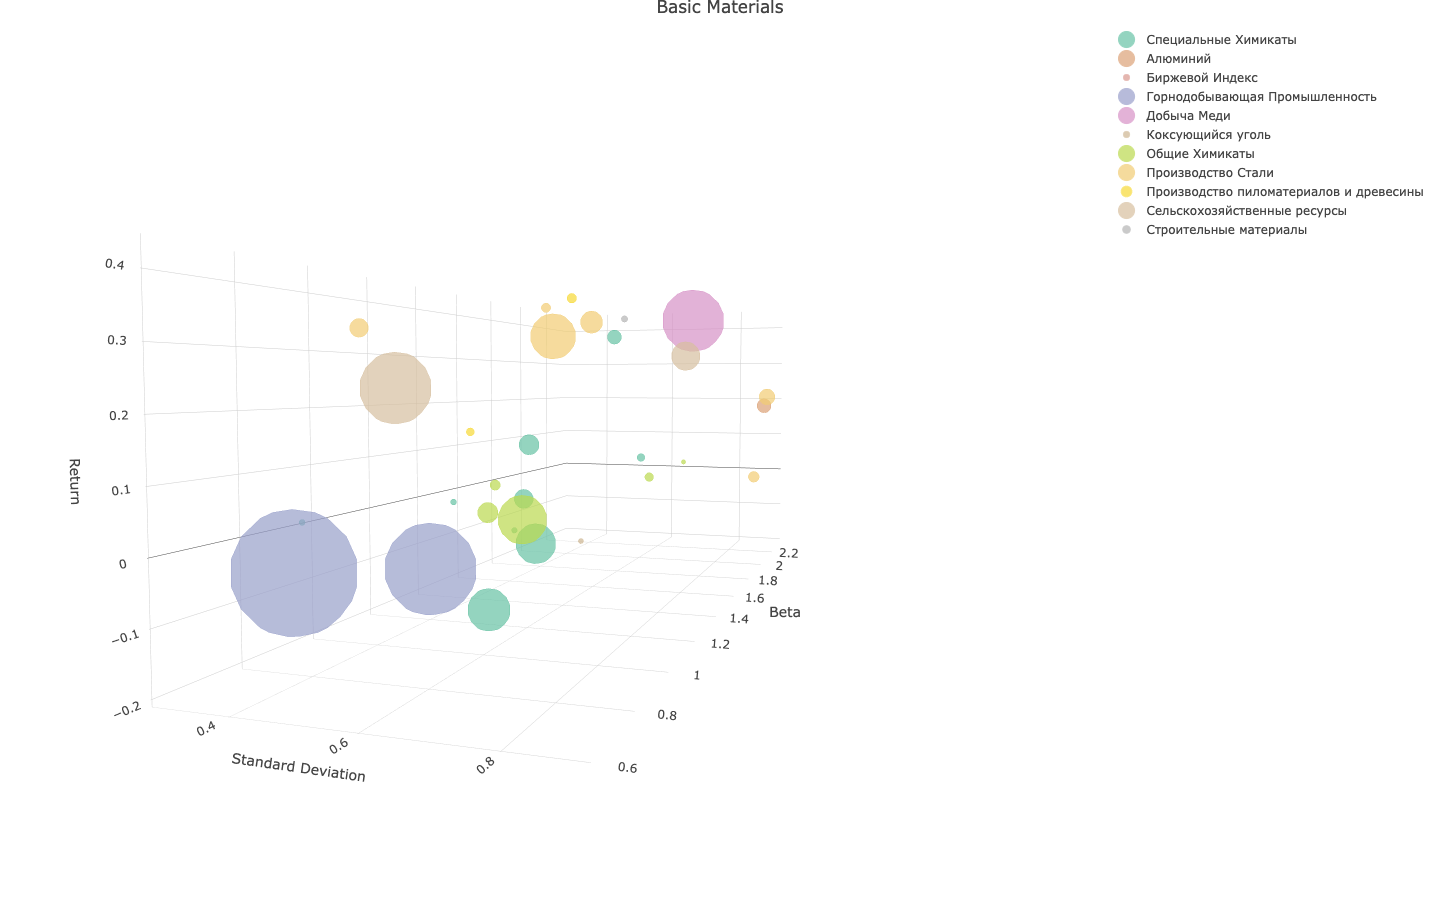 Basic Materials
Специальные Химикаты
Алюминий
Биржевой Индекс
Горнодобывающая Промышленность
Добыча Меди
Коксующийся уголь
Общие Химикаты
Производство Стали
Производство пиломатериалов и древесины
Сельскохозяйственные ресурсы
Строительные материалы
0.4
0.3
0.2
0.1
0
−0.1
−0.2
Return
0.4
0.6
0.8
Standard Deviation
2.2
2
1.8
1.6
1.4
1.2
1
0.8
0.6
Beta